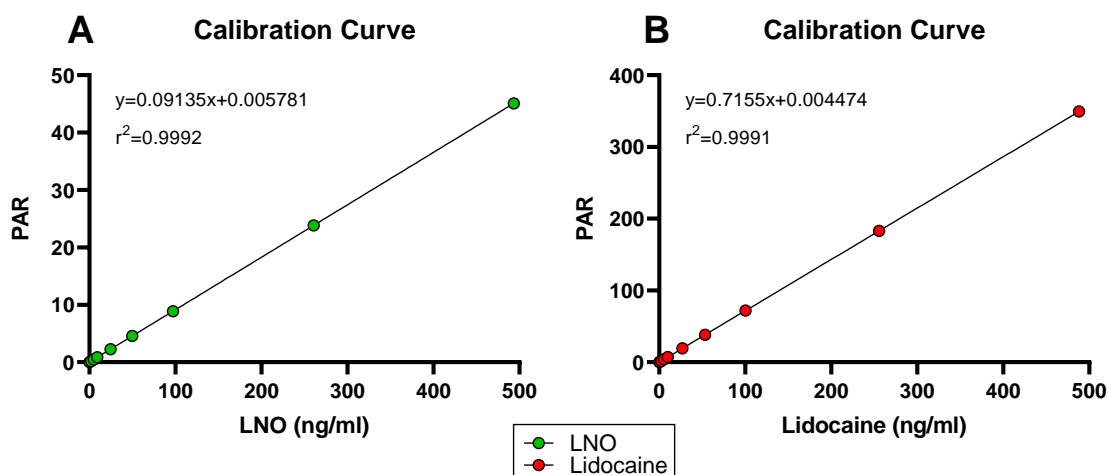 A
Calibration Curve
y=0.09135x+0.005781
r²=0.9992
50
40
30
20
10
0
PAR
0 100 200 300 400 500
LNO (ng/ml)
B
Calibration Curve
y=0.7155x+0.004474
r²=0.9991
400
300
200
100
0
PAR
0 100 200 300 400 500
Lidocaine (ng/ml)
LNO
Lidocaine